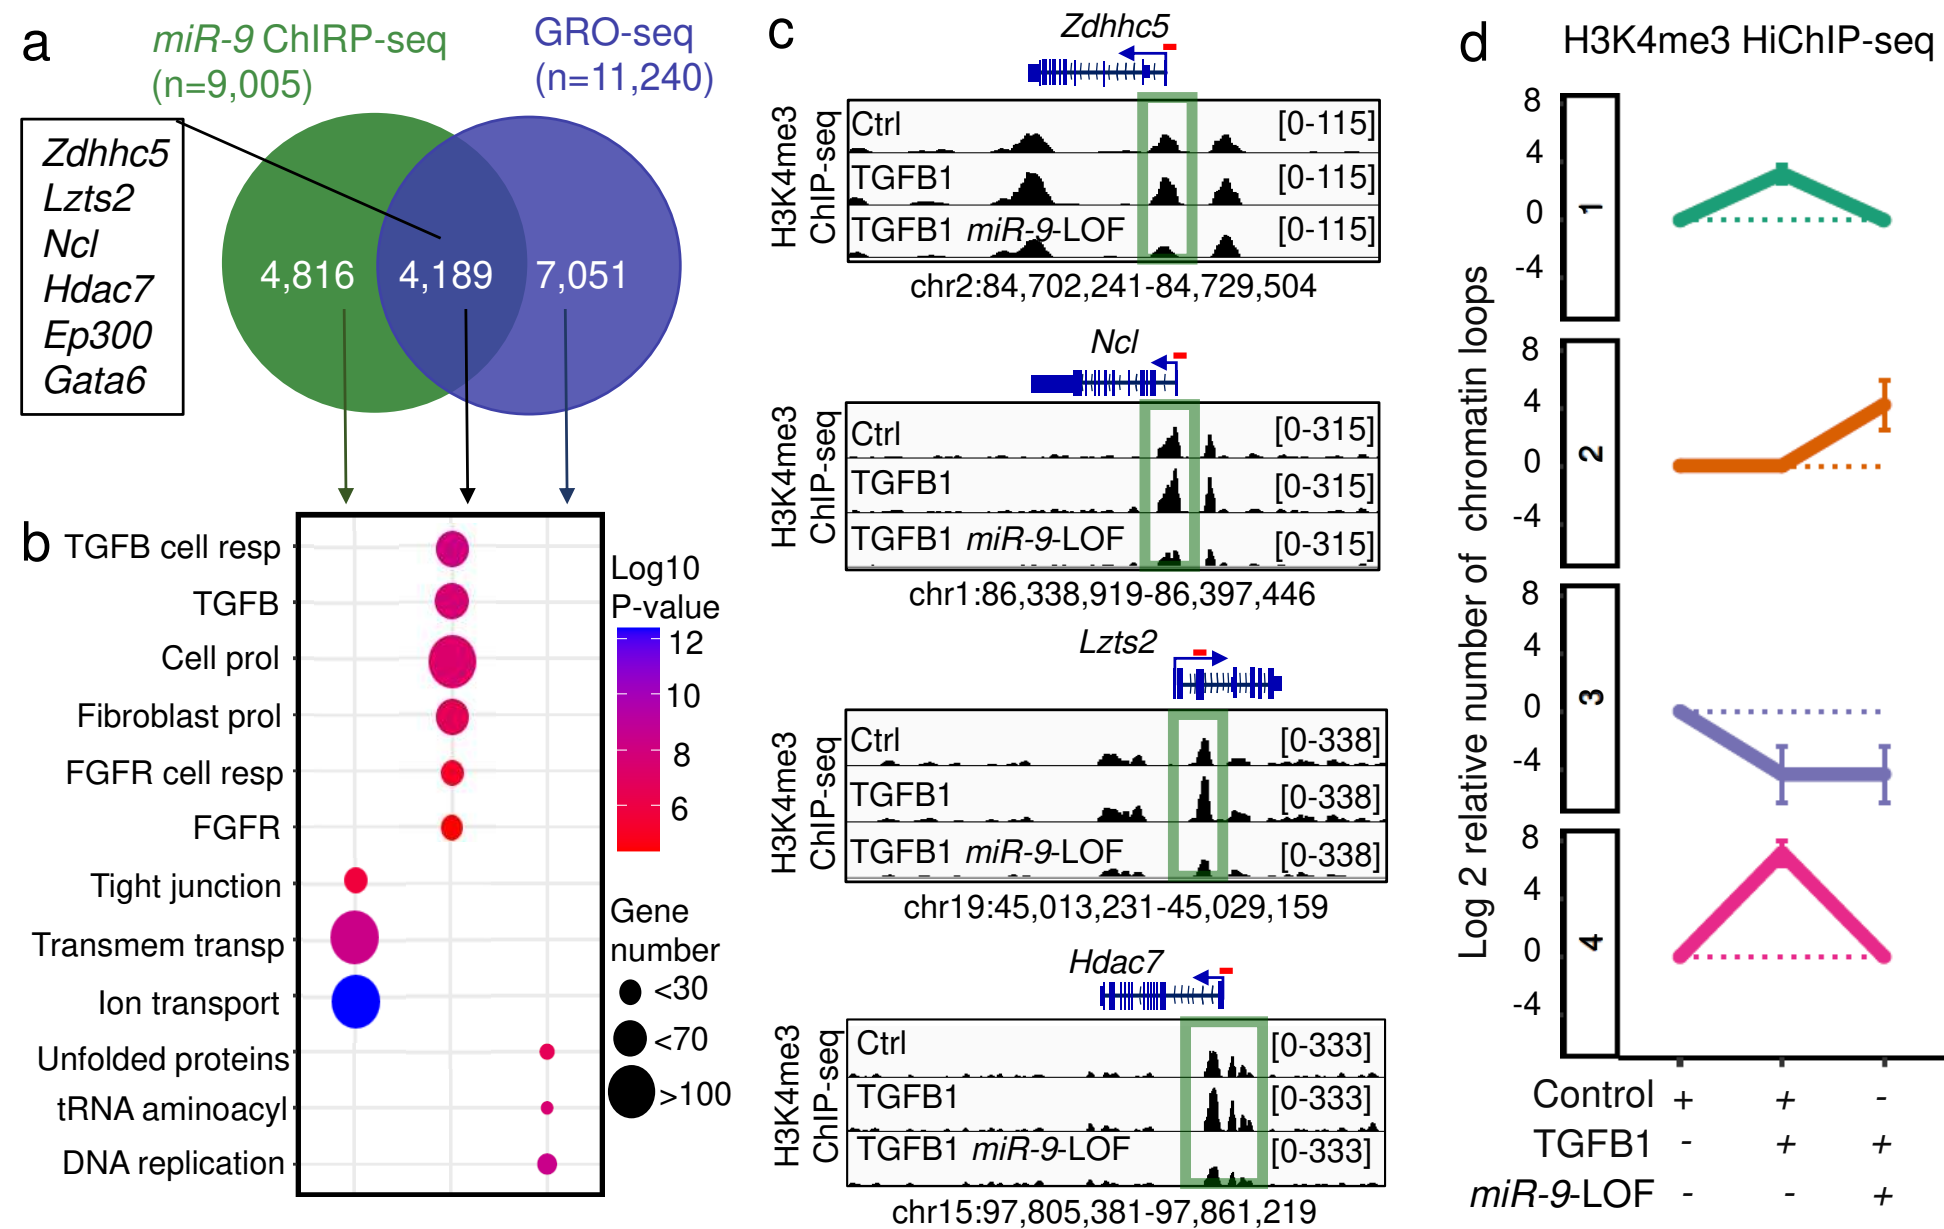 a
miR-9 ChIRP-seq
(n=9,005)
GRO-seq
(n=11,240)
Zdhhc5
Lzts2
Ncl
Hdac7
Ep300
Gata6
4,816
4,189
7,051
b
TGFB cell resp
TGFB
Cell prol
Fibroblast prol
FGFR cell resp
FGFR
Tight junction
Transmem transp
Ion transport
Unfolded proteins
tRNA aminoacyl
DNA replication
Log10
P-value
12
10
8
6
Gene
number
<30
<70
>100
c
Zdhhc5
H3K4me3
ChIP-seq
Ctrl [0-115]
TGFB1 [0-115]
TGFB1 miR-9-LOF [0-115]
chr2:84,702,241-84,729,504
Ncl
H3K4me3
ChIP-seq
Ctrl [0-315]
TGFB1 [0-315]
TGFB1 miR-9-LOF [0-315]
chr1:86,338,919-86,397,446
Lzts2
H3K4me3
ChIP-seq
Ctrl [0-338]
TGFB1 [0-338]
TGFB1 miR-9-LOF [0-338]
chr19:45,013,231-45,029,159
Hdac7
H3K4me3
ChIP-seq
Ctrl [0-333]
TGFB1 [0-333]
TGFB1 miR-9-LOF [0-333]
chr15:97,805,381-97,861,219
d
H3K4me3 HiChIP-seq
Log 2 relative number of chromatin loops
8
4
0
-4
1
8
4
0
-4
2
8
4
0
-4
3
8
4
0
-4
4
Control + + -
TGFB1 - + +
miR-9-LOF - - +